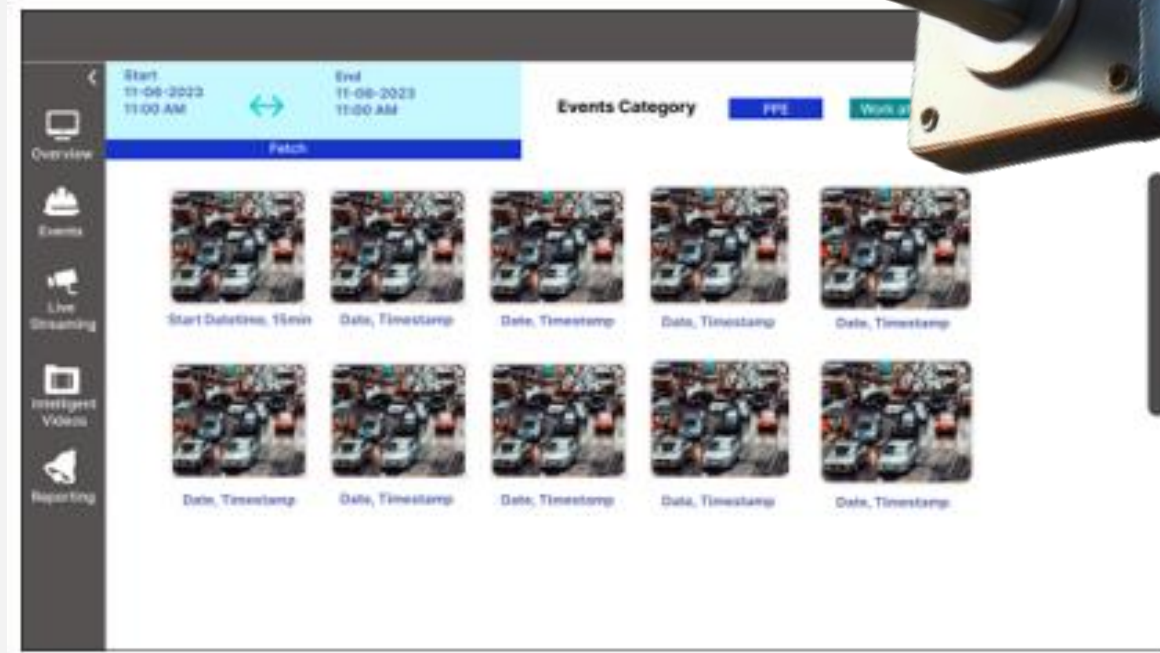 Start
11-06-2023
11:00 AM
End
11-06-2023
11:00 AM
Fetch
Events Category
PPE
Work
Overview
Events
Live
Streaming
Intelligent
Videos
Reporting
Start Datetime, 15min
Date, Timestamp
Date, Timestamp
Date, Timestamp
Date, Timestamp
Date, Timestamp
Date, Timestamp
Date, Timestamp
Date, Timestamp
Date, Timestamp